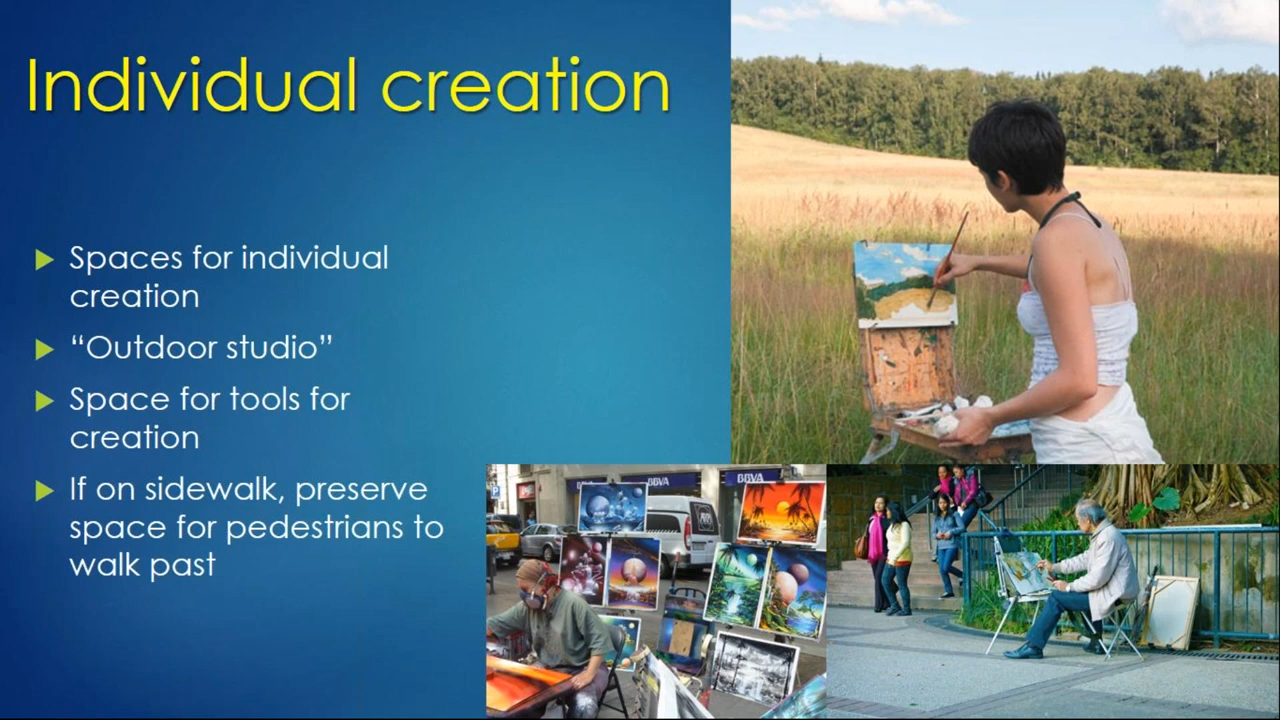 Individual creation
Spaces for individual
creation
“Outdoor studio”
Space for tools for
creation
If on sidewalk, preserve
space for pedestrians to
walk past
BBVA
BBVA
P